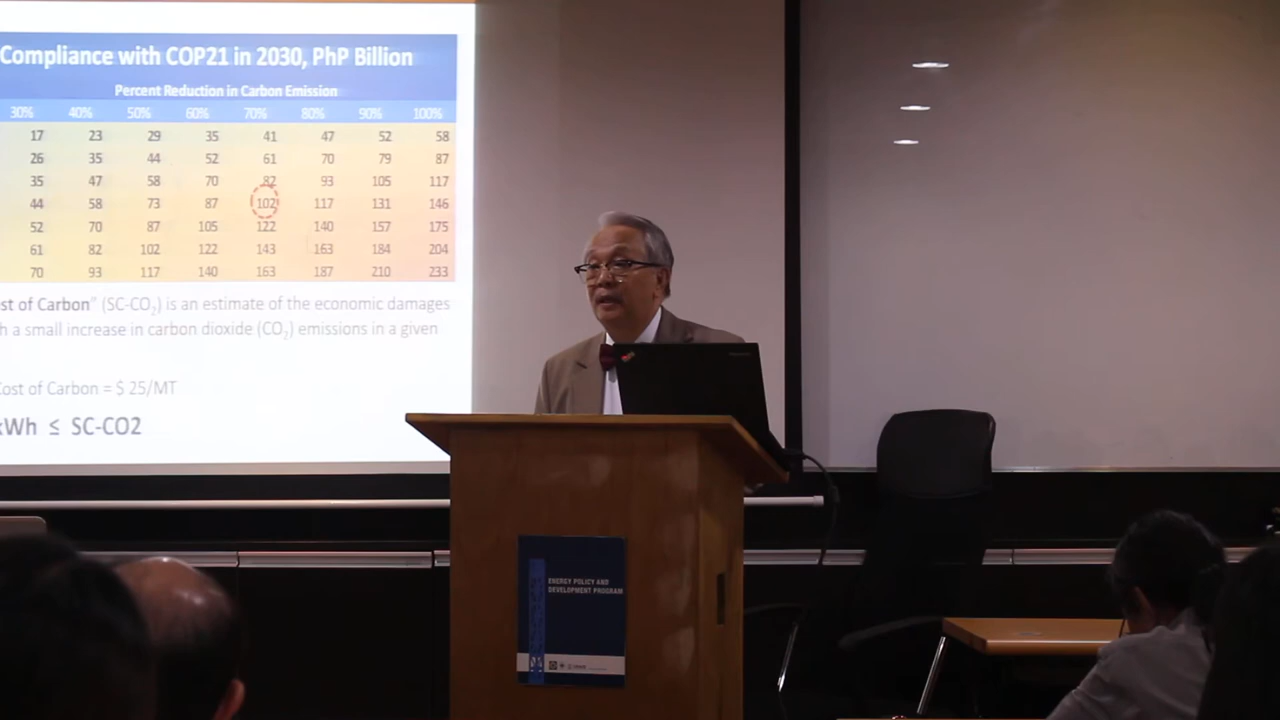 Compliance with COP21 in 2030, PhP Billion
Percent Reduction in Carbon Emission
30% 40% 50% 60% 70% 80% 90% 100%
17 23 29 35 41 47 52 58
26 35 44 52 61 70 79 87
35 47 58 70 82 93 105 117
44 58 73 87 102 117 131 146
52 70 87 105 122 140 157 175
61 82 102 122 143 163 184 204
70 93 117 140 163 187 210 233
st of Carbon" (SC-CO₂) is an estimate of the economic damages
h a small increase in carbon dioxide (CO₂) emissions in a given
Cost of Carbon = $ 25/MT
kWh ≤ SC-CO2
ENERGY POLICY AND
DEVELOPMENT PROGRAM